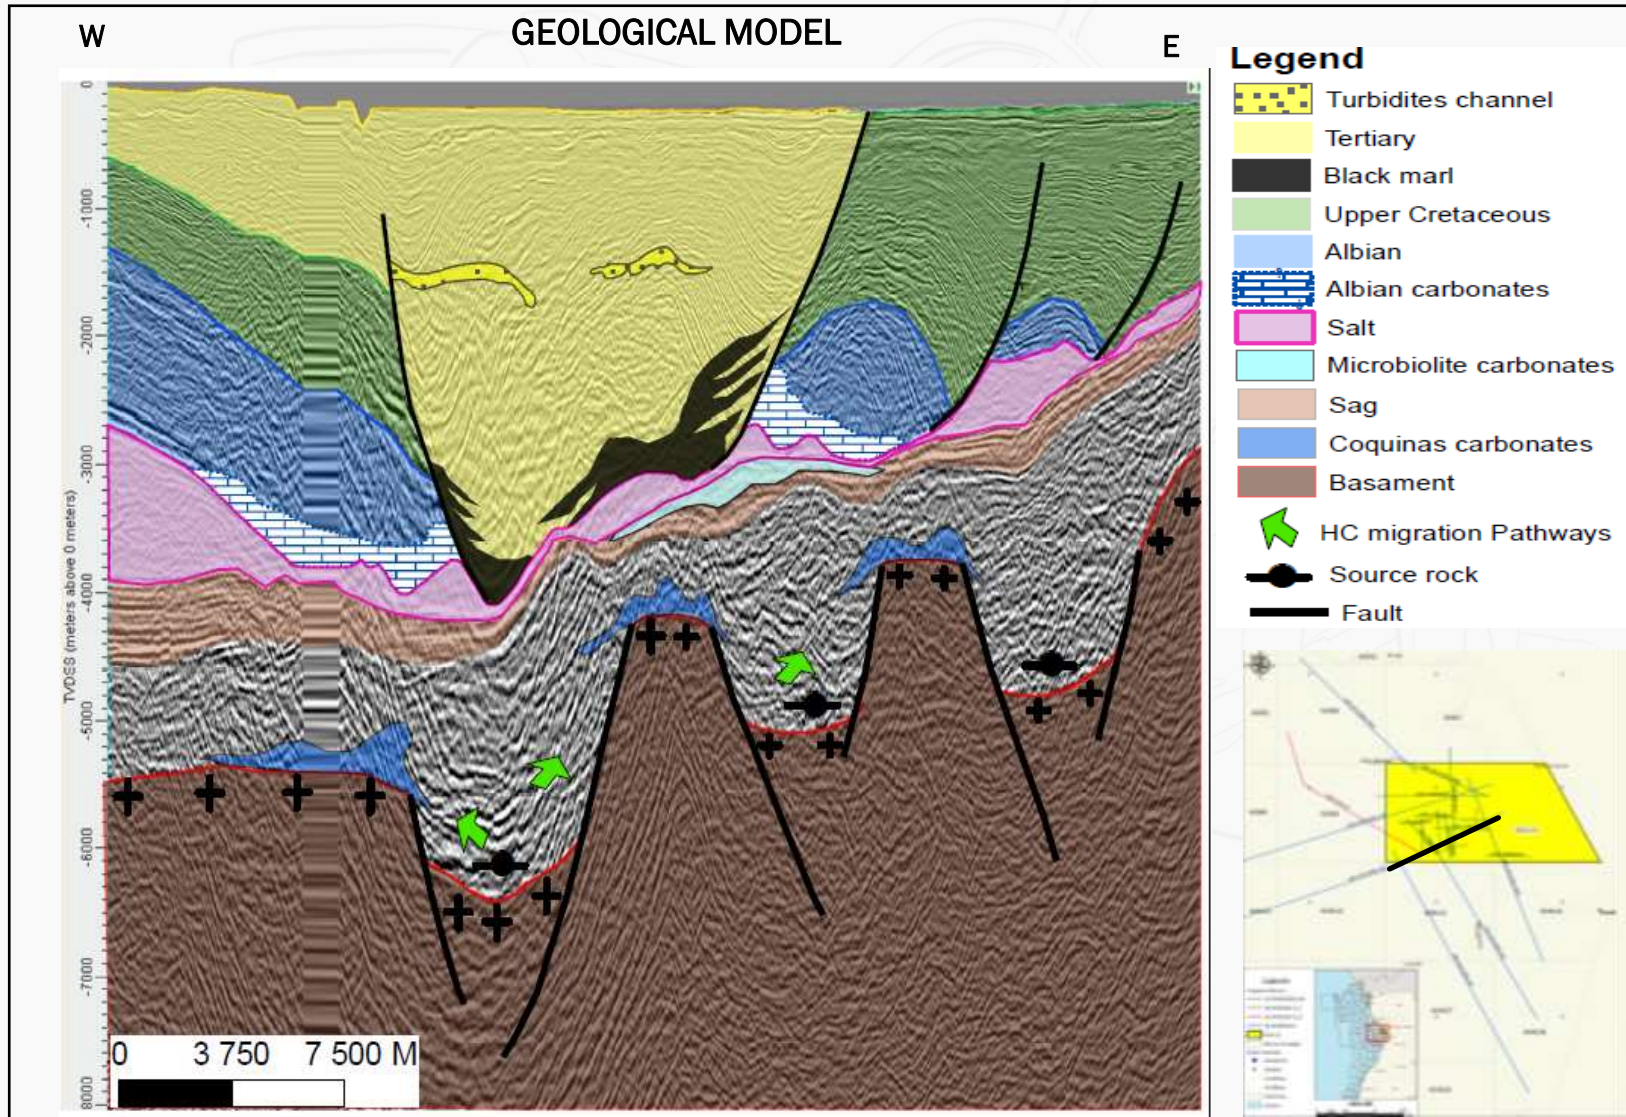 GEOLOGICAL MODEL
W
E
0
-1000
-2000
-3000
-4000
-5000
-6000
-7000
-8000
TVDSS (meters above 0 meters)
0 3 750 7 500 M
Legend
Turbidites channel
Tertiary
Black marl
Upper Cretaceous
Albian
Albian carbonates
Salt
Microbiolite carbonates
Sag
Coquinas carbonates
Basament
HC migration Pathways
Source rock
Fault